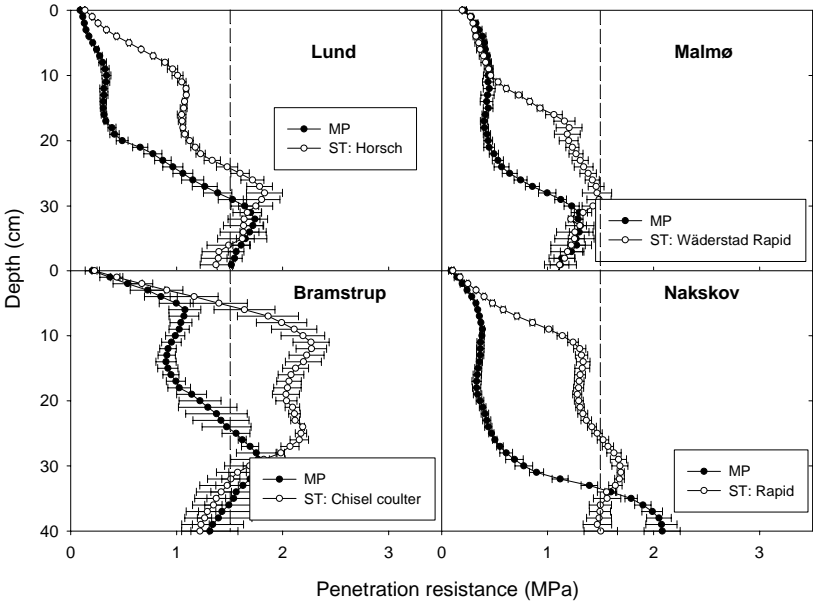 0
10
20
30
0
10
20
30
40
Depth (cm)
Lund
MP
ST: Horsch
Malmø
MP
ST: Wäderstad Rapid
Bramstrup
MP
ST: Chisel coulter
Nakskov
MP
ST: Rapid
0 1 2 3
0 1 2 3
Penetration resistance (MPa)